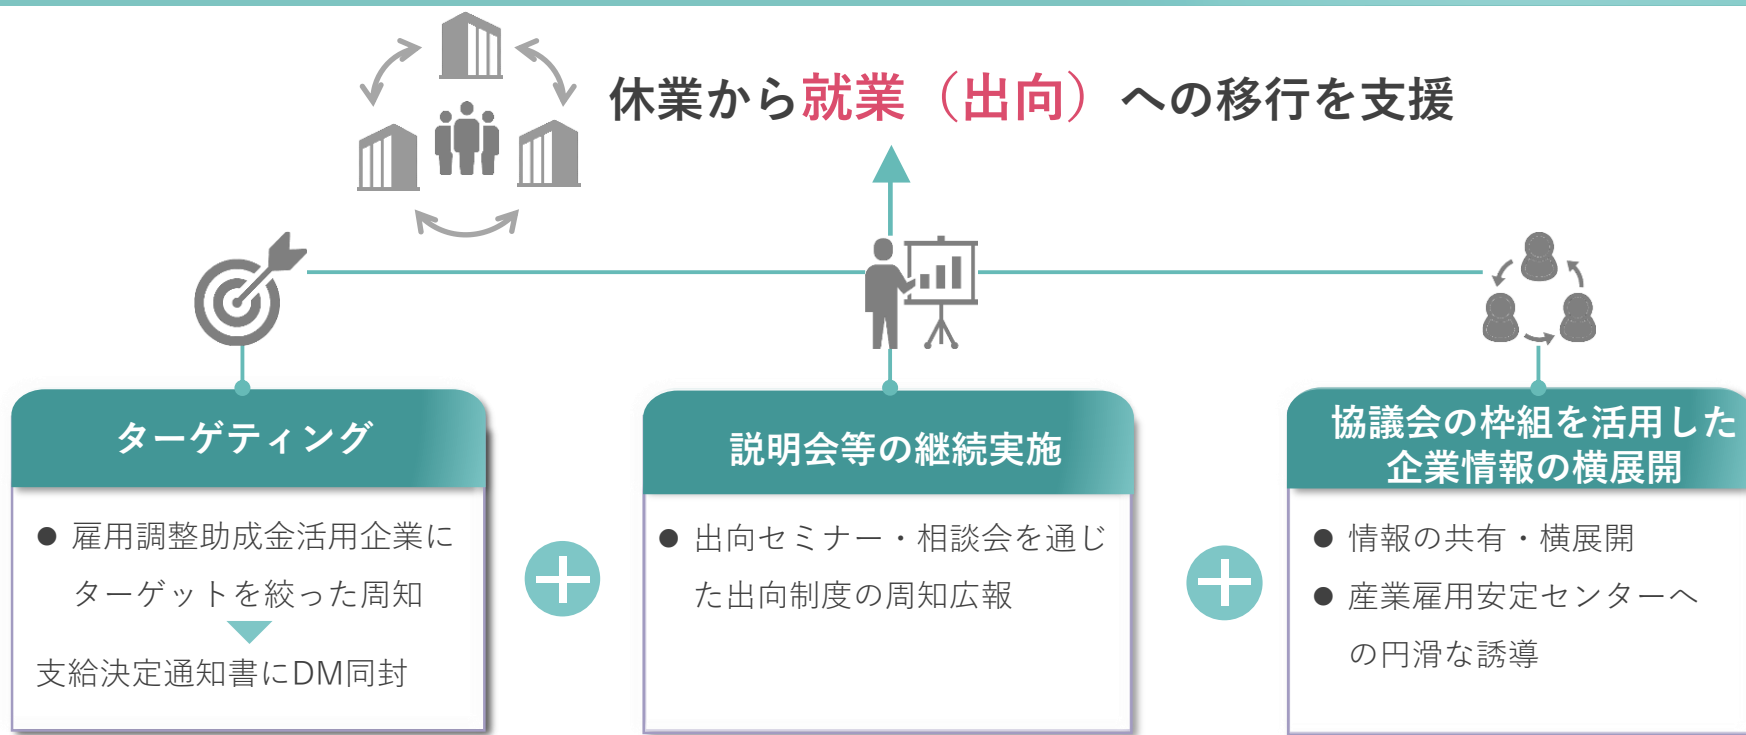 休業から就業（出向）への移行を支援
ターゲティング
● 雇用調整助成金活用企業に
ターゲットを絞った周知
支給決定通知書にDM同封
説明会等の継続実施
● 出向セミナー・相談会を通じ
た出向制度の周知広報
協議会の枠組を活用した
企業情報の横展開
● 情報の共有・横展開
● 産業雇用安定センターへ
の円滑な誘導